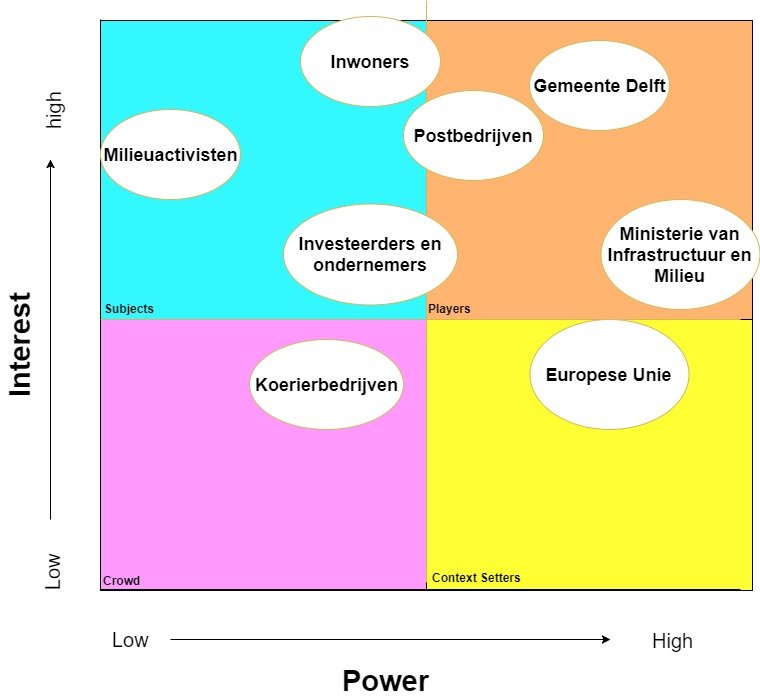 high
Inwoners
Gemeente Delft
Postbedrijven
Milieuactivisten
Investeerders en
ondernemers
Ministerie van
Infrastructuur en
Milieu
Subjects
Players
Interest
Koerierbedrijven
Europese Unie
Low
Crowd
Context Setters
Low
High
Power